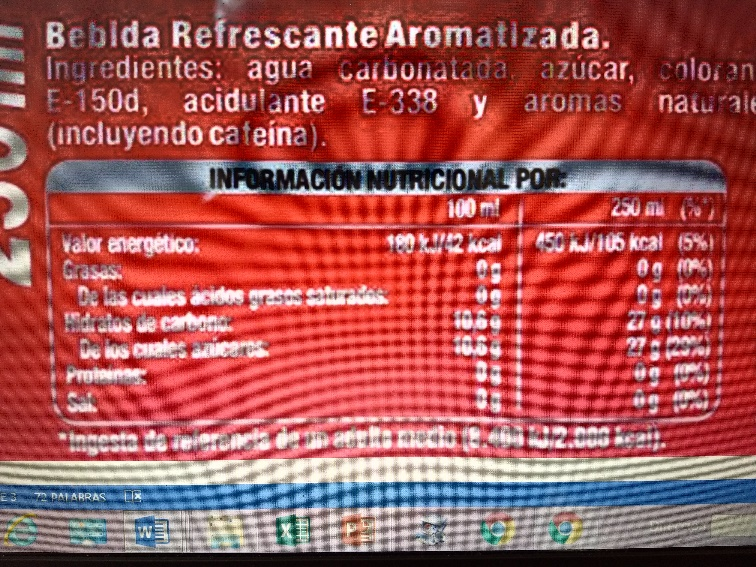 250 ml
Bebida Refrescante Aromatizada.
Ingredientes: agua carbonatada, azúcar, coloran
E-150d, acidulante E-338 y aromas natural
(incluyendo cafeína).
INFORMACIÓN NUTRICIONAL POR:
100 ml 250 ml (%*)
Valor energético: 180 kJ/42 kcal 450 kJ/105 kcal (5%)
Grasas: 0 g 0 g (0%)
De las cuales ácidos grasos saturados: 0 g 0 g (0%)
Hidratos de carbono: 10,6 g 27 g (10%)
De los cuales azúcares: 10,6 g 27 g (29%)
Proteínas: 0 g 0 g (0%)
Sal: 0 g 0 g (0%)
*Ingesta de referencia de un adulto medio (8.400 kJ/2.000 kcal).
E 3 72 PALABRAS